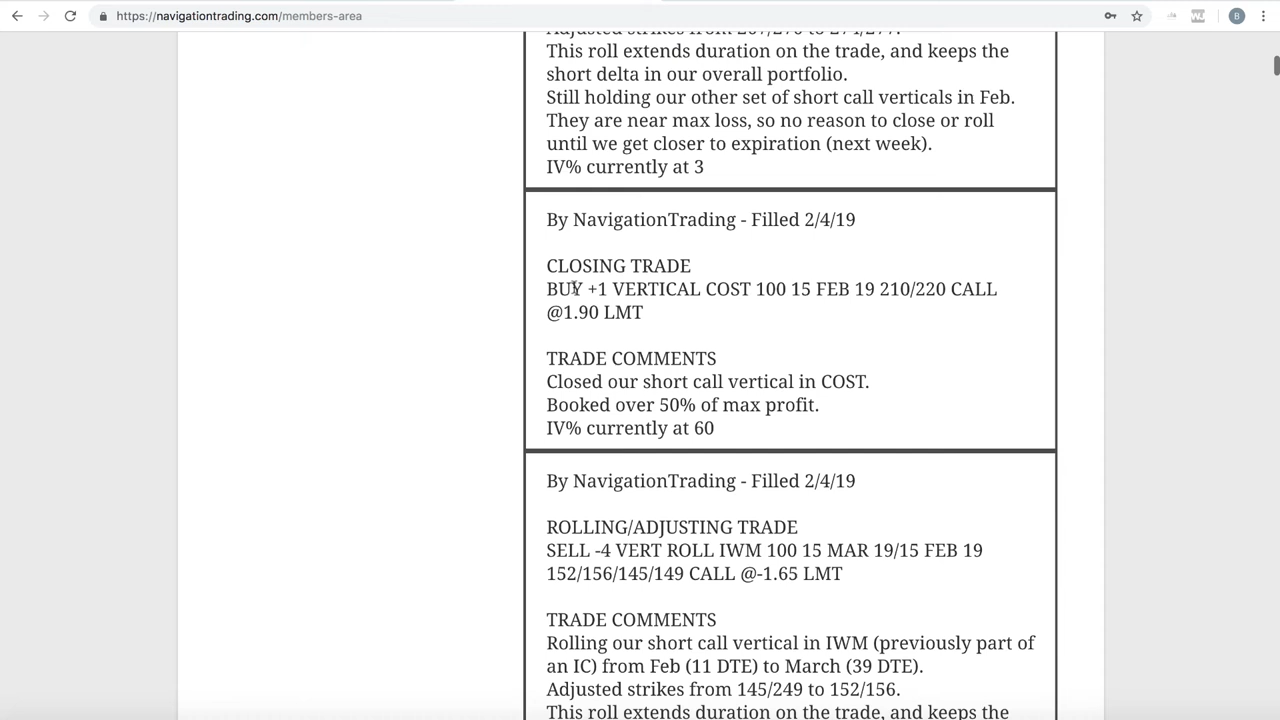 https://navigationtrading.com/members-area
B
This roll extends duration on the trade, and keeps the
short delta in our overall portfolio.
Still holding our other set of short call verticals in Feb.
They are near max loss, so no reason to close or roll
until we get closer to expiration (next week).
IV% currently at 3
By NavigationTrading - Filled 2/4/19
CLOSING TRADE
BUY +1 VERTICAL COST 100 15 FEB 19 210/220 CALL
@1.90 LMT
TRADE COMMENTS
Closed our short call vertical in COST.
Booked over 50% of max profit.
IV% currently at 60
By NavigationTrading - Filled 2/4/19
ROLLING/ADJUSTING TRADE
SELL -4 VERT ROLL IWM 100 15 MAR 19/15 FEB 19
152/156/145/149 CALL @-1.65 LMT
TRADE COMMENTS
Rolling our short call vertical in IWM (previously part of
an IC) from Feb (11 DTE) to March (39 DTE).
Adjusted strikes from 145/249 to 152/156.
This roll extends duration on the trade, and keeps the